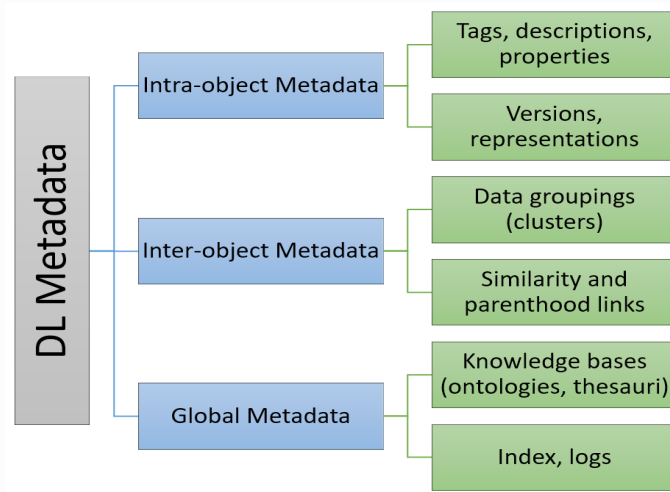 DL Metadata
Intra-object Metadata
Tags, descriptions,
properties
Versions,
representations
Inter-object Metadata
Data groupings
(clusters)
Similarity and
parenthood links
Global Metadata
Knowledge bases
(ontologies, thesauri)
Index, logs